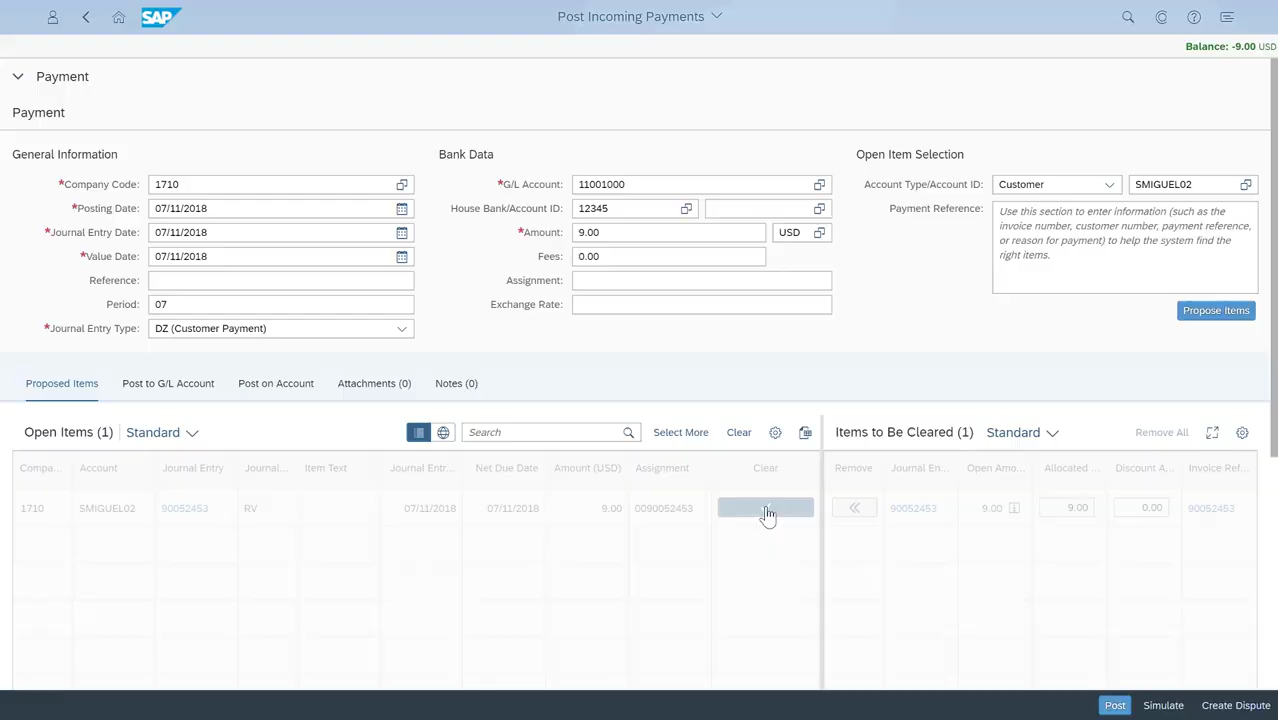 SAP
Post Incoming Payments
Balance: -9.00 USD
Payment
Payment
General Information
Bank Data
Open Item Selection
*Company Code: 1710
*G/L Account: 11001000
Account Type/Account ID: Customer SMIGUEL02
*Posting Date: 07/11/2018
House Bank/Account ID: 12345
Payment Reference:
Use this section to enter information (such as the
invoice number, customer number, payment reference,
or reason for payment) to help the system find the
right items.
*Journal Entry Date: 07/11/2018
*Amount: 9.00 USD
*Value Date: 07/11/2018
Fees: 0.00
Reference:
Assignment:
Period: 07
Exchange Rate:
Propose Items
*Journal Entry Type: DZ (Customer Payment)
Proposed Items Post to G/L Account Post on Account Attachments (0) Notes (0)
Open Items (1) Standard Search Select More Clear
Items to Be Cleared (1) Standard Remove All
Compa... Account Journal Entry Journal... Item Text Journal Entr... Net Due Date Amount (USD) Assignment Clear
Remove Journal En... Open Amo... Allocated ... Discount A... Invoice Ref...
1710 SMIGUEL02 90052453 RV 07/11/2018 07/11/2018 9.00 0090052453
90052453 9.00 9.00 0.00 90052453
Post Simulate Create Dispute